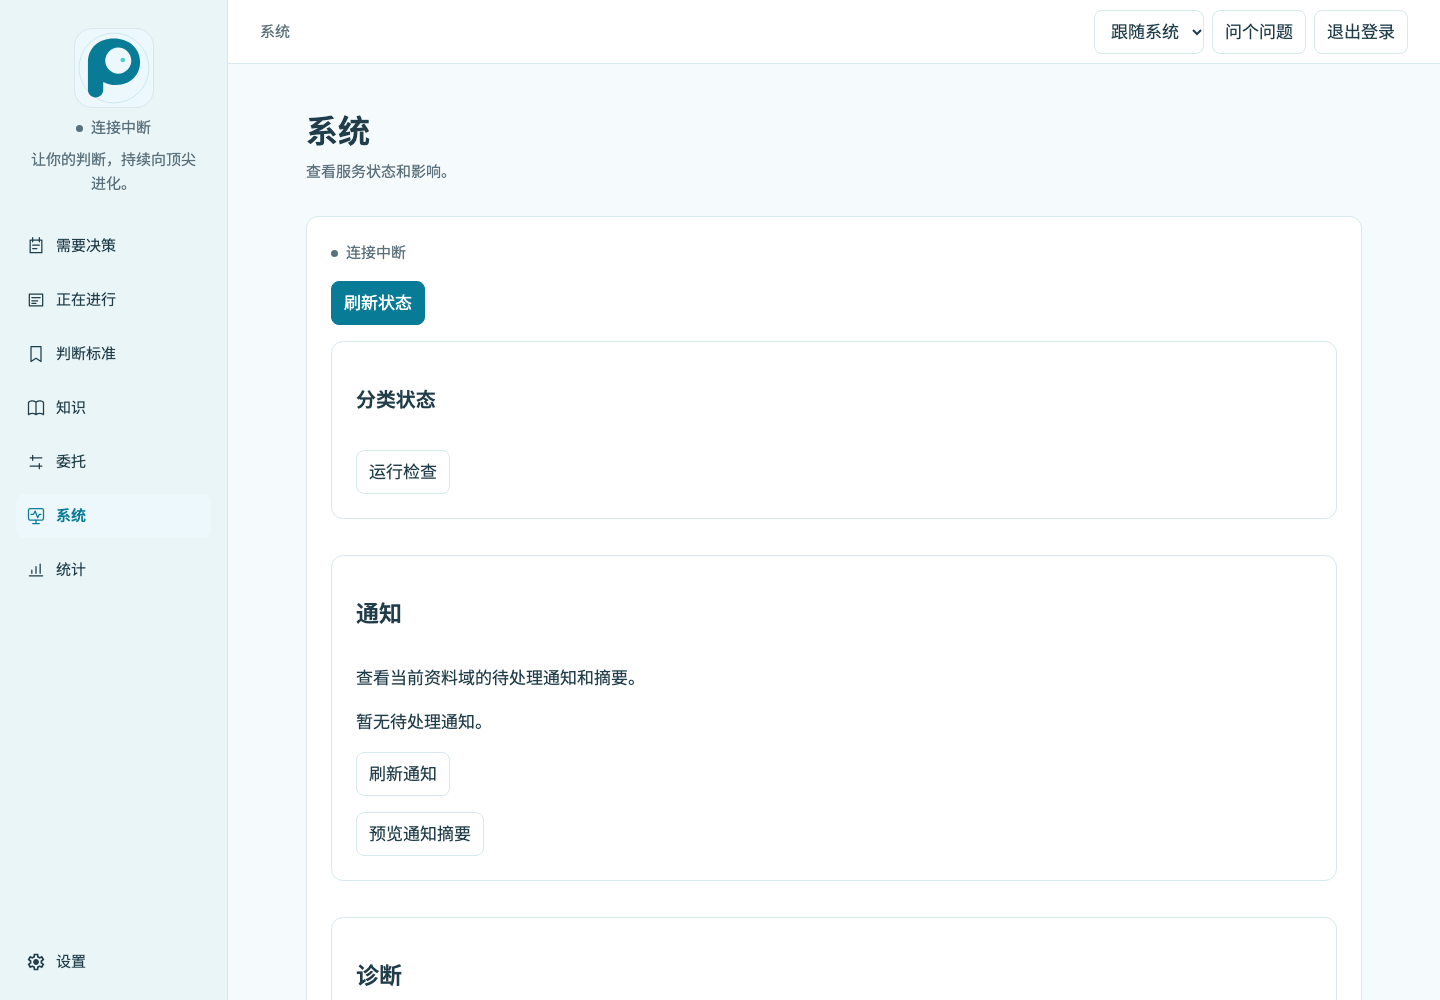 连接中断
让你的判断，持续向顶尖
进化。
需要决策
正在进行
判断标准
知识
委托
系统
统计
设置
系统
跟随系统
问个问题
退出登录
系统
查看服务状态和影响。
连接中断
刷新状态
分类状态
运行检查
通知
查看当前资料域的待处理通知和摘要。
暂无待处理通知。
刷新通知
预览通知摘要
诊断